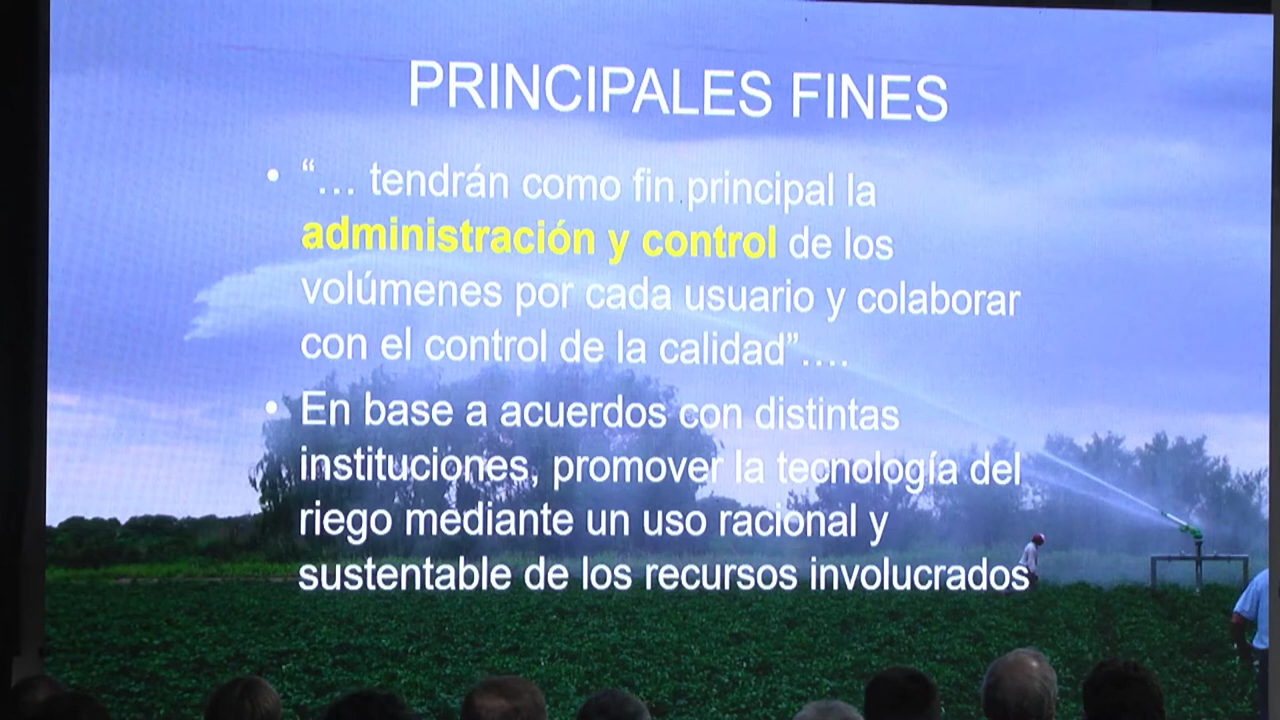 PRINCIPALES FINES
• “… tendrán como fin principal la
administración y control de los
volúmenes por cada usuario y colaborar
con el control de la calidad”….
• En base a acuerdos con distintas
instituciones, promover la tecnología del
riego mediante un uso racional y
sustentable de los recursos involucrados